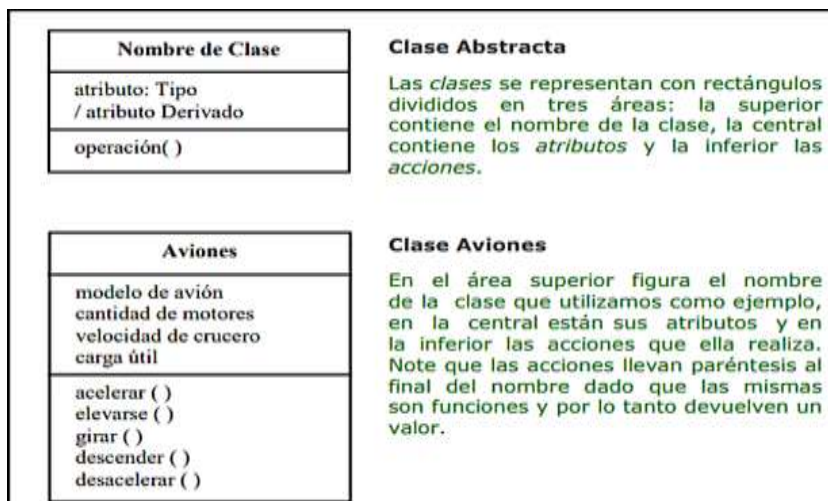 Nombre de Clase
atributo: Tipo
/ atributo Derivado
operación( )
Clase Abstracta
Las clases se representan con rectángulos
divididos en tres áreas: la superior
contiene el nombre de la clase, la central
contiene los atributos y la inferior las
acciones.
Aviones
modelo de avión
cantidad de motores
velocidad de crucero
carga útil
acelerar ( )
elevarse ( )
girar ( )
descender ( )
desacelerar ( )
Clase Aviones
En el área superior figura el nombre
de la clase que utilizamos como ejemplo,
en la central están sus atributos y en
la inferior las acciones que ella realiza.
Note que las acciones llevan paréntesis al
final del nombre dado que las mismas
son funciones y por lo tanto devuelven un
valor.